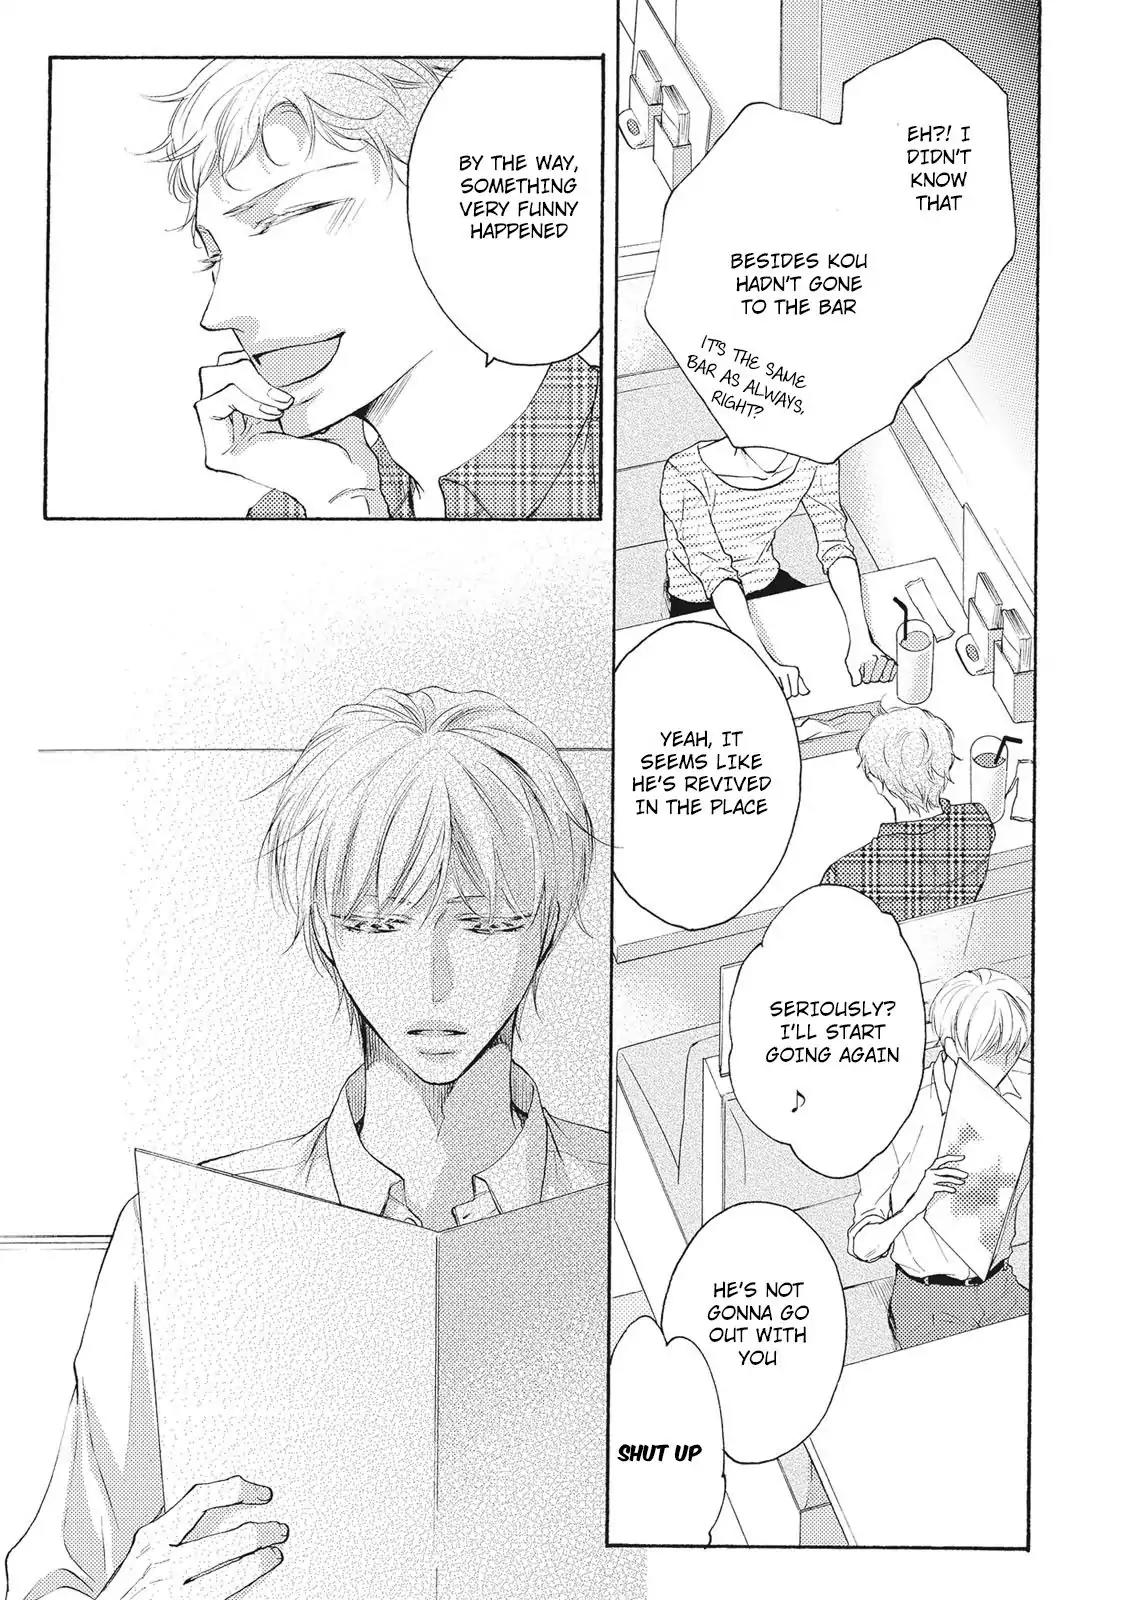 EH?! I
DIDN'T
KNOW
THAT
BESIDES KOU
HADN'T GONE
TO THE BAR
IT'S THE SAME
BAR AS ALWAYS,
RIGHT?
YEAH, IT
SEEMS LIKE
HE'S REVIVED
IN THE PLACE
SERIOUSLY?
I'LL START
GOING AGAIN
♪
HE'S NOT
GONNA GO
OUT WITH
YOU
SHUT UP
BY THE WAY,
SOMETHING
VERY FUNNY
HAPPENED